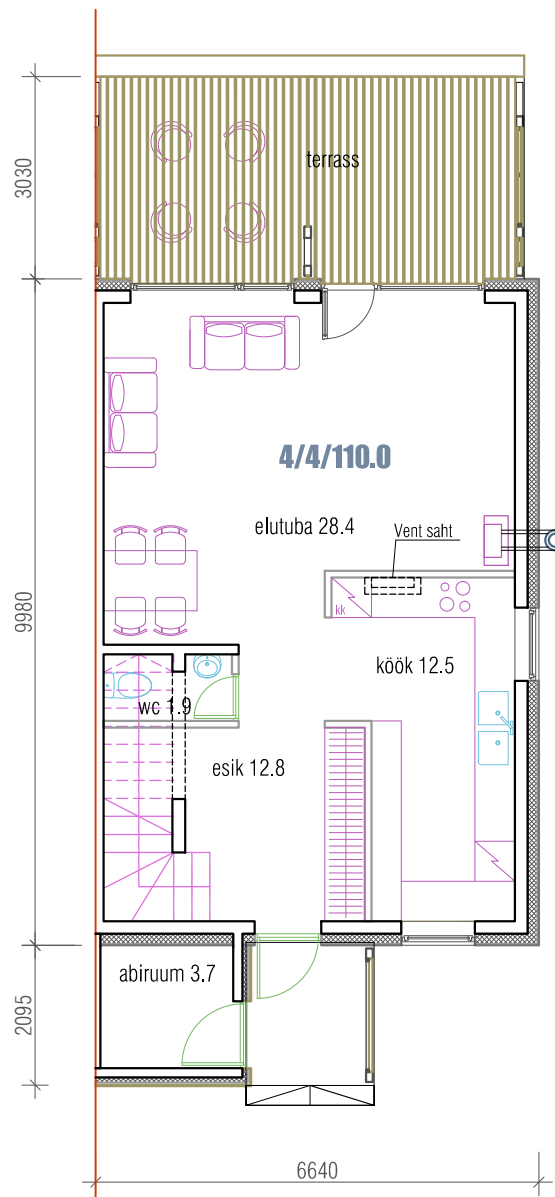 3030
terrass
4/4/110.0
elutuba 28.4
Vent saht
9980
kk
köök 12.5
wc 1.9
esik 12.8
abiruum 3.7
2095
6640